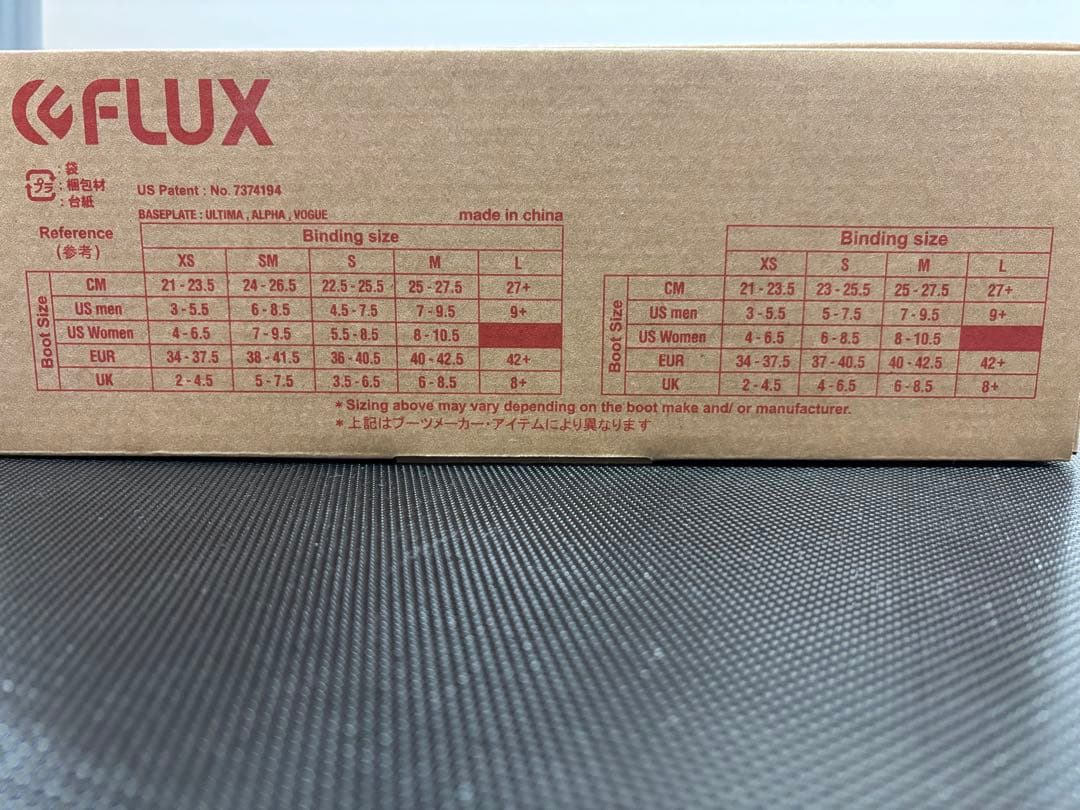 FLUX
プラ
: 袋
: 梱包材
: 台紙
US Patent : No. 7374194
BASEPLATE : ULTIMA , ALPHA , VOGUE
made in china
Reference
(参考)
Binding size
XS SM S M L
Boot Size
CM 21 - 23.5 24 - 26.5 22.5 - 25.5 25 - 27.5 27+
US men 3 - 5.5 6 - 8.5 4.5 - 7.5 7 - 9.5 9+
US Women 4 - 6.5 7 - 9.5 5.5 - 8.5 8 - 10.5
EUR 34 - 37.5 38 - 41.5 36 - 40.5 40 - 42.5 42+
UK 2 - 4.5 5 - 7.5 3.5 - 6.5 6 - 8.5 8+
Binding size
XS S M L
Boot Size
CM 21 - 23.5 23 - 25.5 25 - 27.5 27+
US men 3 - 5.5 5 - 7.5 7 - 9.5 9+
US Women 4 - 6.5 6 - 8.5 8 - 10.5
EUR 34 - 37.5 37 - 40.5 40 - 42.5 42+
UK 2 - 4.5 4 - 6.5 6 - 8.5 8+
* Sizing above may vary depending on the boot make and/ or manufacturer.
* 上記はブーツメーカー・アイテムにより異なります